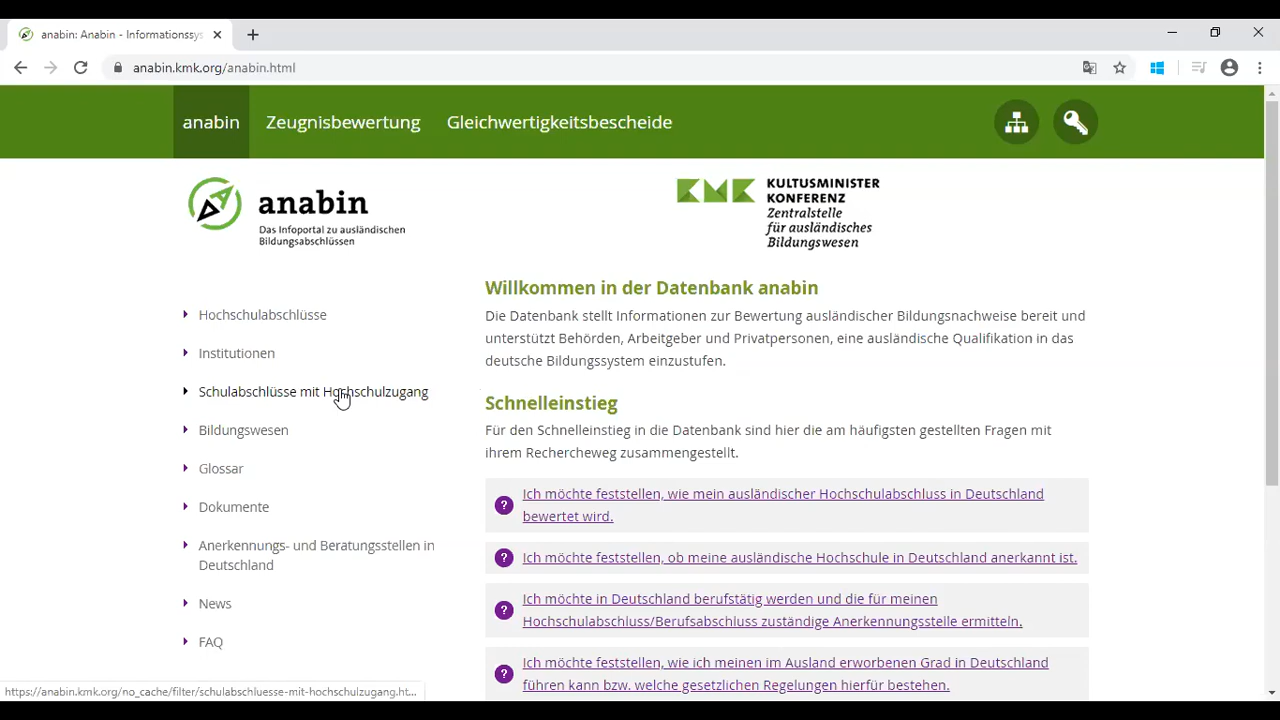 anabin: Anabin - Informationssy
anabin.kmk.org/anabin.html
anabin
Zeugnisbewertung
Gleichwertigkeitsbescheide
anabin
Das Infoportal zu ausländischen
Bildungsabschlüssen
KMK
KULTUSMINISTER
KONFERENZ
Zentralstelle
für ausländisches
Bildungswesen
Hochschulabschlüsse
Institutionen
Schulabschlüsse mit Hochschulzugang
Bildungswesen
Glossar
Dokumente
Anerkennungs- und Beratungsstellen in
Deutschland
News
FAQ
Willkommen in der Datenbank anabin
Die Datenbank stellt Informationen zur Bewertung ausländischer Bildungsnachweise bereit und
unterstützt Behörden, Arbeitgeber und Privatpersonen, eine ausländische Qualifikation in das
deutsche Bildungssystem einzustufen.
Schnelleinstieg
Für den Schnelleinstieg in die Datenbank sind hier die am häufigsten gestellten Fragen mit
ihrem Rechercheweg zusammengestellt.
? Ich möchte feststellen, wie mein ausländischer Hochschulabschluss in Deutschland
bewertet wird.
? Ich möchte feststellen, ob meine ausländische Hochschule in Deutschland anerkannt ist.
? Ich möchte in Deutschland berufstätig werden und die für meinen
Hochschulabschluss/Berufsabschluss zuständige Anerkennungsstelle ermitteln.
? Ich möchte feststellen, wie ich meinen im Ausland erworbenen Grad in Deutschland
führen kann bzw. welche gesetzlichen Regelungen hierfür bestehen.
https://anabin.kmk.org/no_cache/filter/schulabschluesse-mit-hochschulzugang.ht...